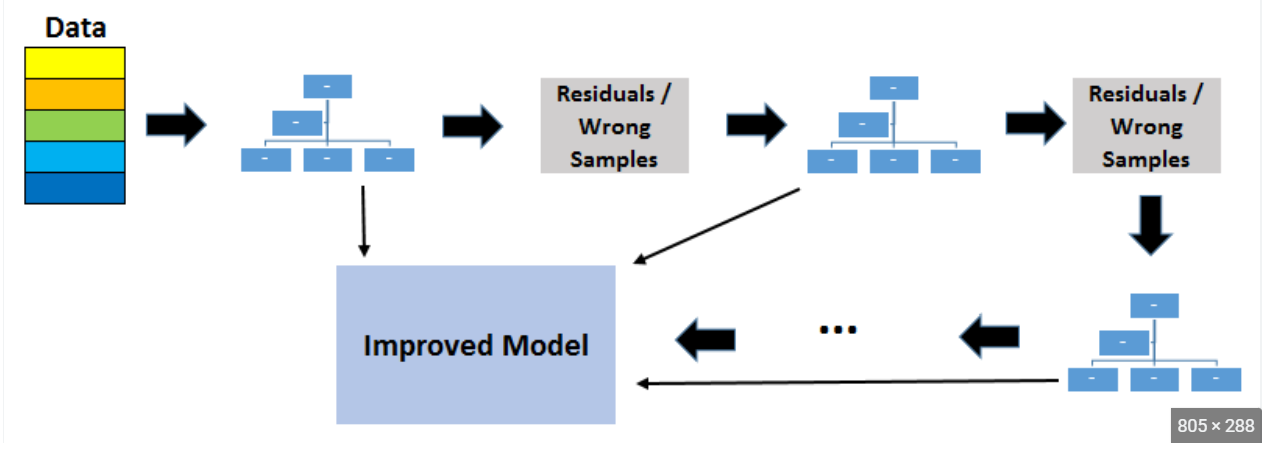 Data
-
-
- - -
Residuals /
Wrong
Samples
-
-
- - -
Residuals /
Wrong
Samples
Improved Model
...
-
-
- - -
805 × 288